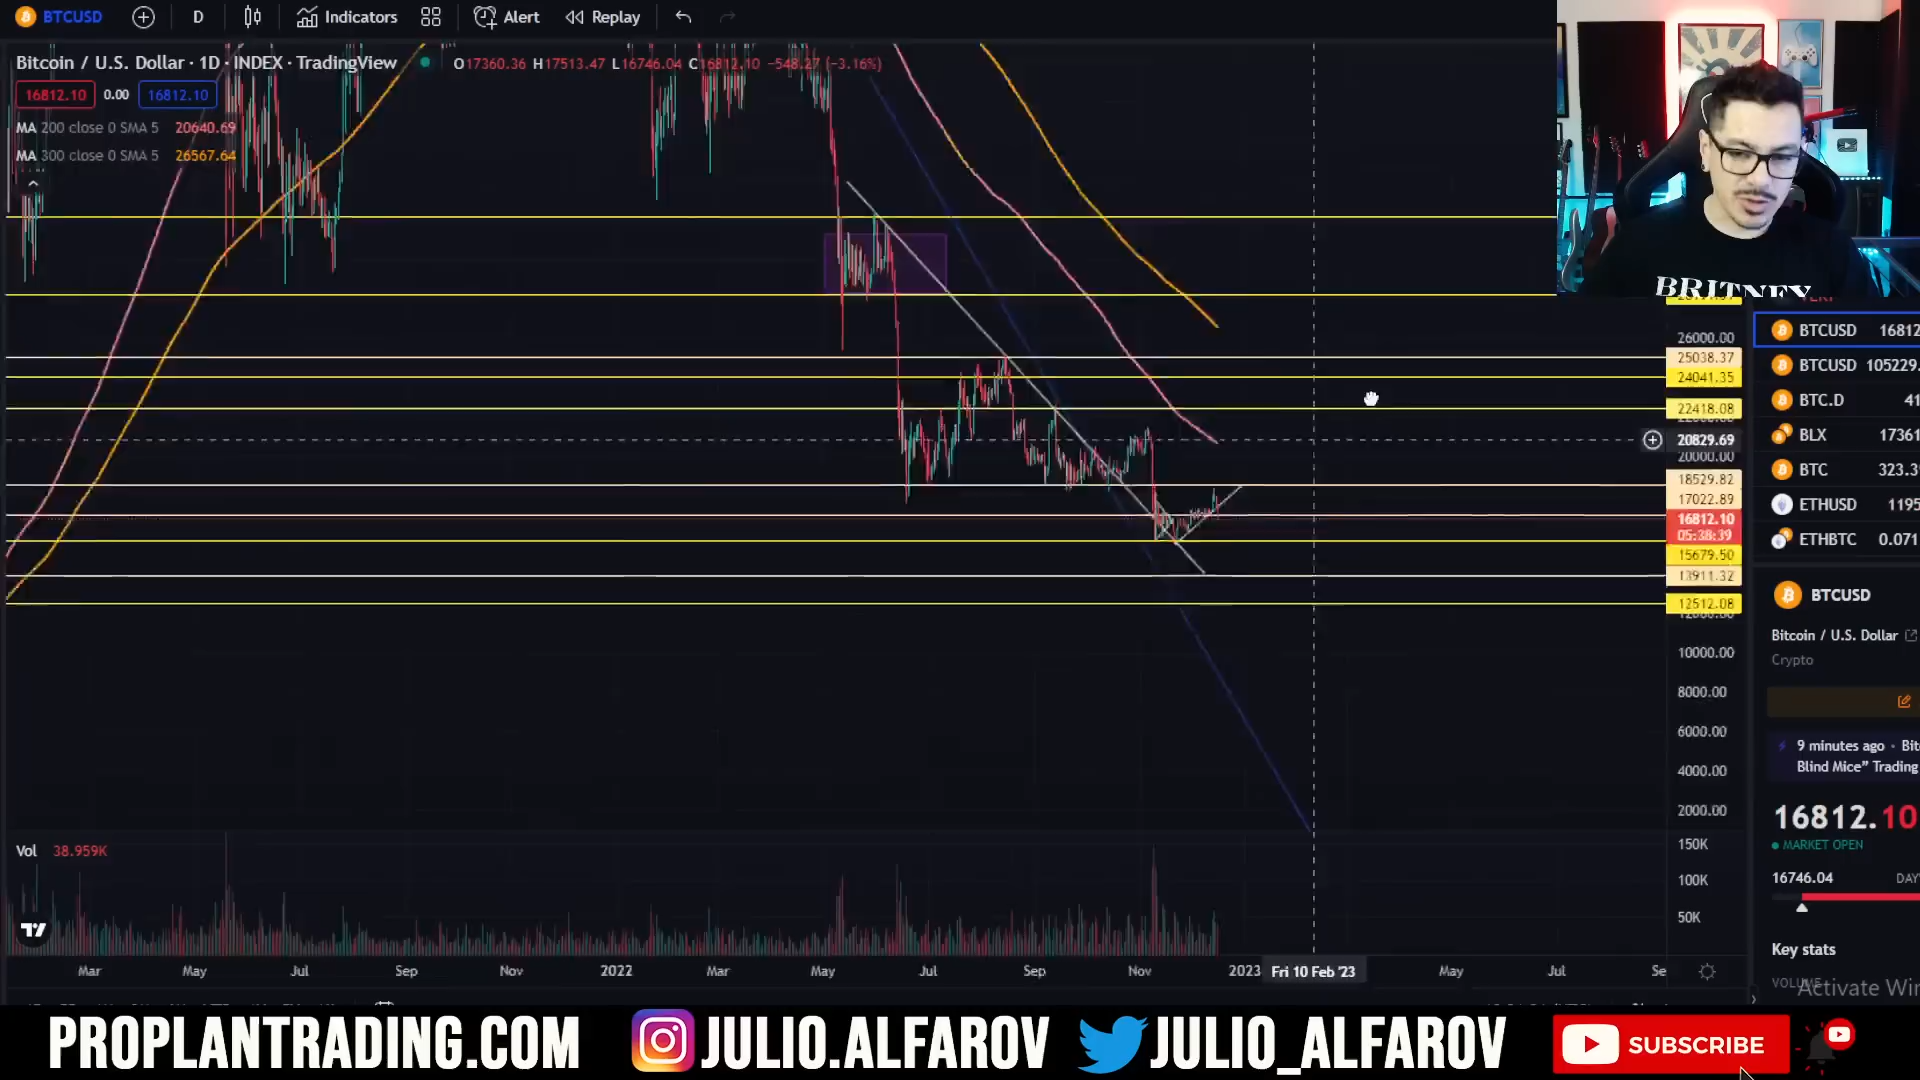 BTCUSD D Indicators Alert Replay
Bitcoin / U.S. Dollar · 1D · INDEX · TradingView O17360.36 H17513.47 L16746.04 C16812.10 −548.27 (−3.16%)
16812.10 0.00 16812.10
MA 200 close 0 SMA 5 20640.69
MA 300 close 0 SMA 5 26567.64
BRITNEY
26000.00
25038.37
24041.35
22418.08
20829.69
20000.00
18529.82
17022.89
16812.10
05:38:39
15679.50
13911.32
12512.08
10000.00
8000.00
6000.00
4000.00
2000.00
150K
100K
50K
BTCUSD 16812
BTCUSD 105229.
BTC.D 41
BLX 17361
BTC 323.3
ETHUSD 1195
ETHBTC 0.071
BTCUSD
Bitcoin / U.S. Dollar
Crypto
9 minutes ago · Bit
Blind Mice” Trading
16812.10
MARKET OPEN
16746.04 DAY
Key stats
VOLUME
Activate Win
Vol 38.959K
Mar May Jul Sep Nov 2022 Mar May Jul Sep Nov 2023 Fri 10 Feb '23 May Jul Se
PROPLANTRADING.COM JULIO.ALFAROV JULIO_ALFAROV SUBSCRIBE